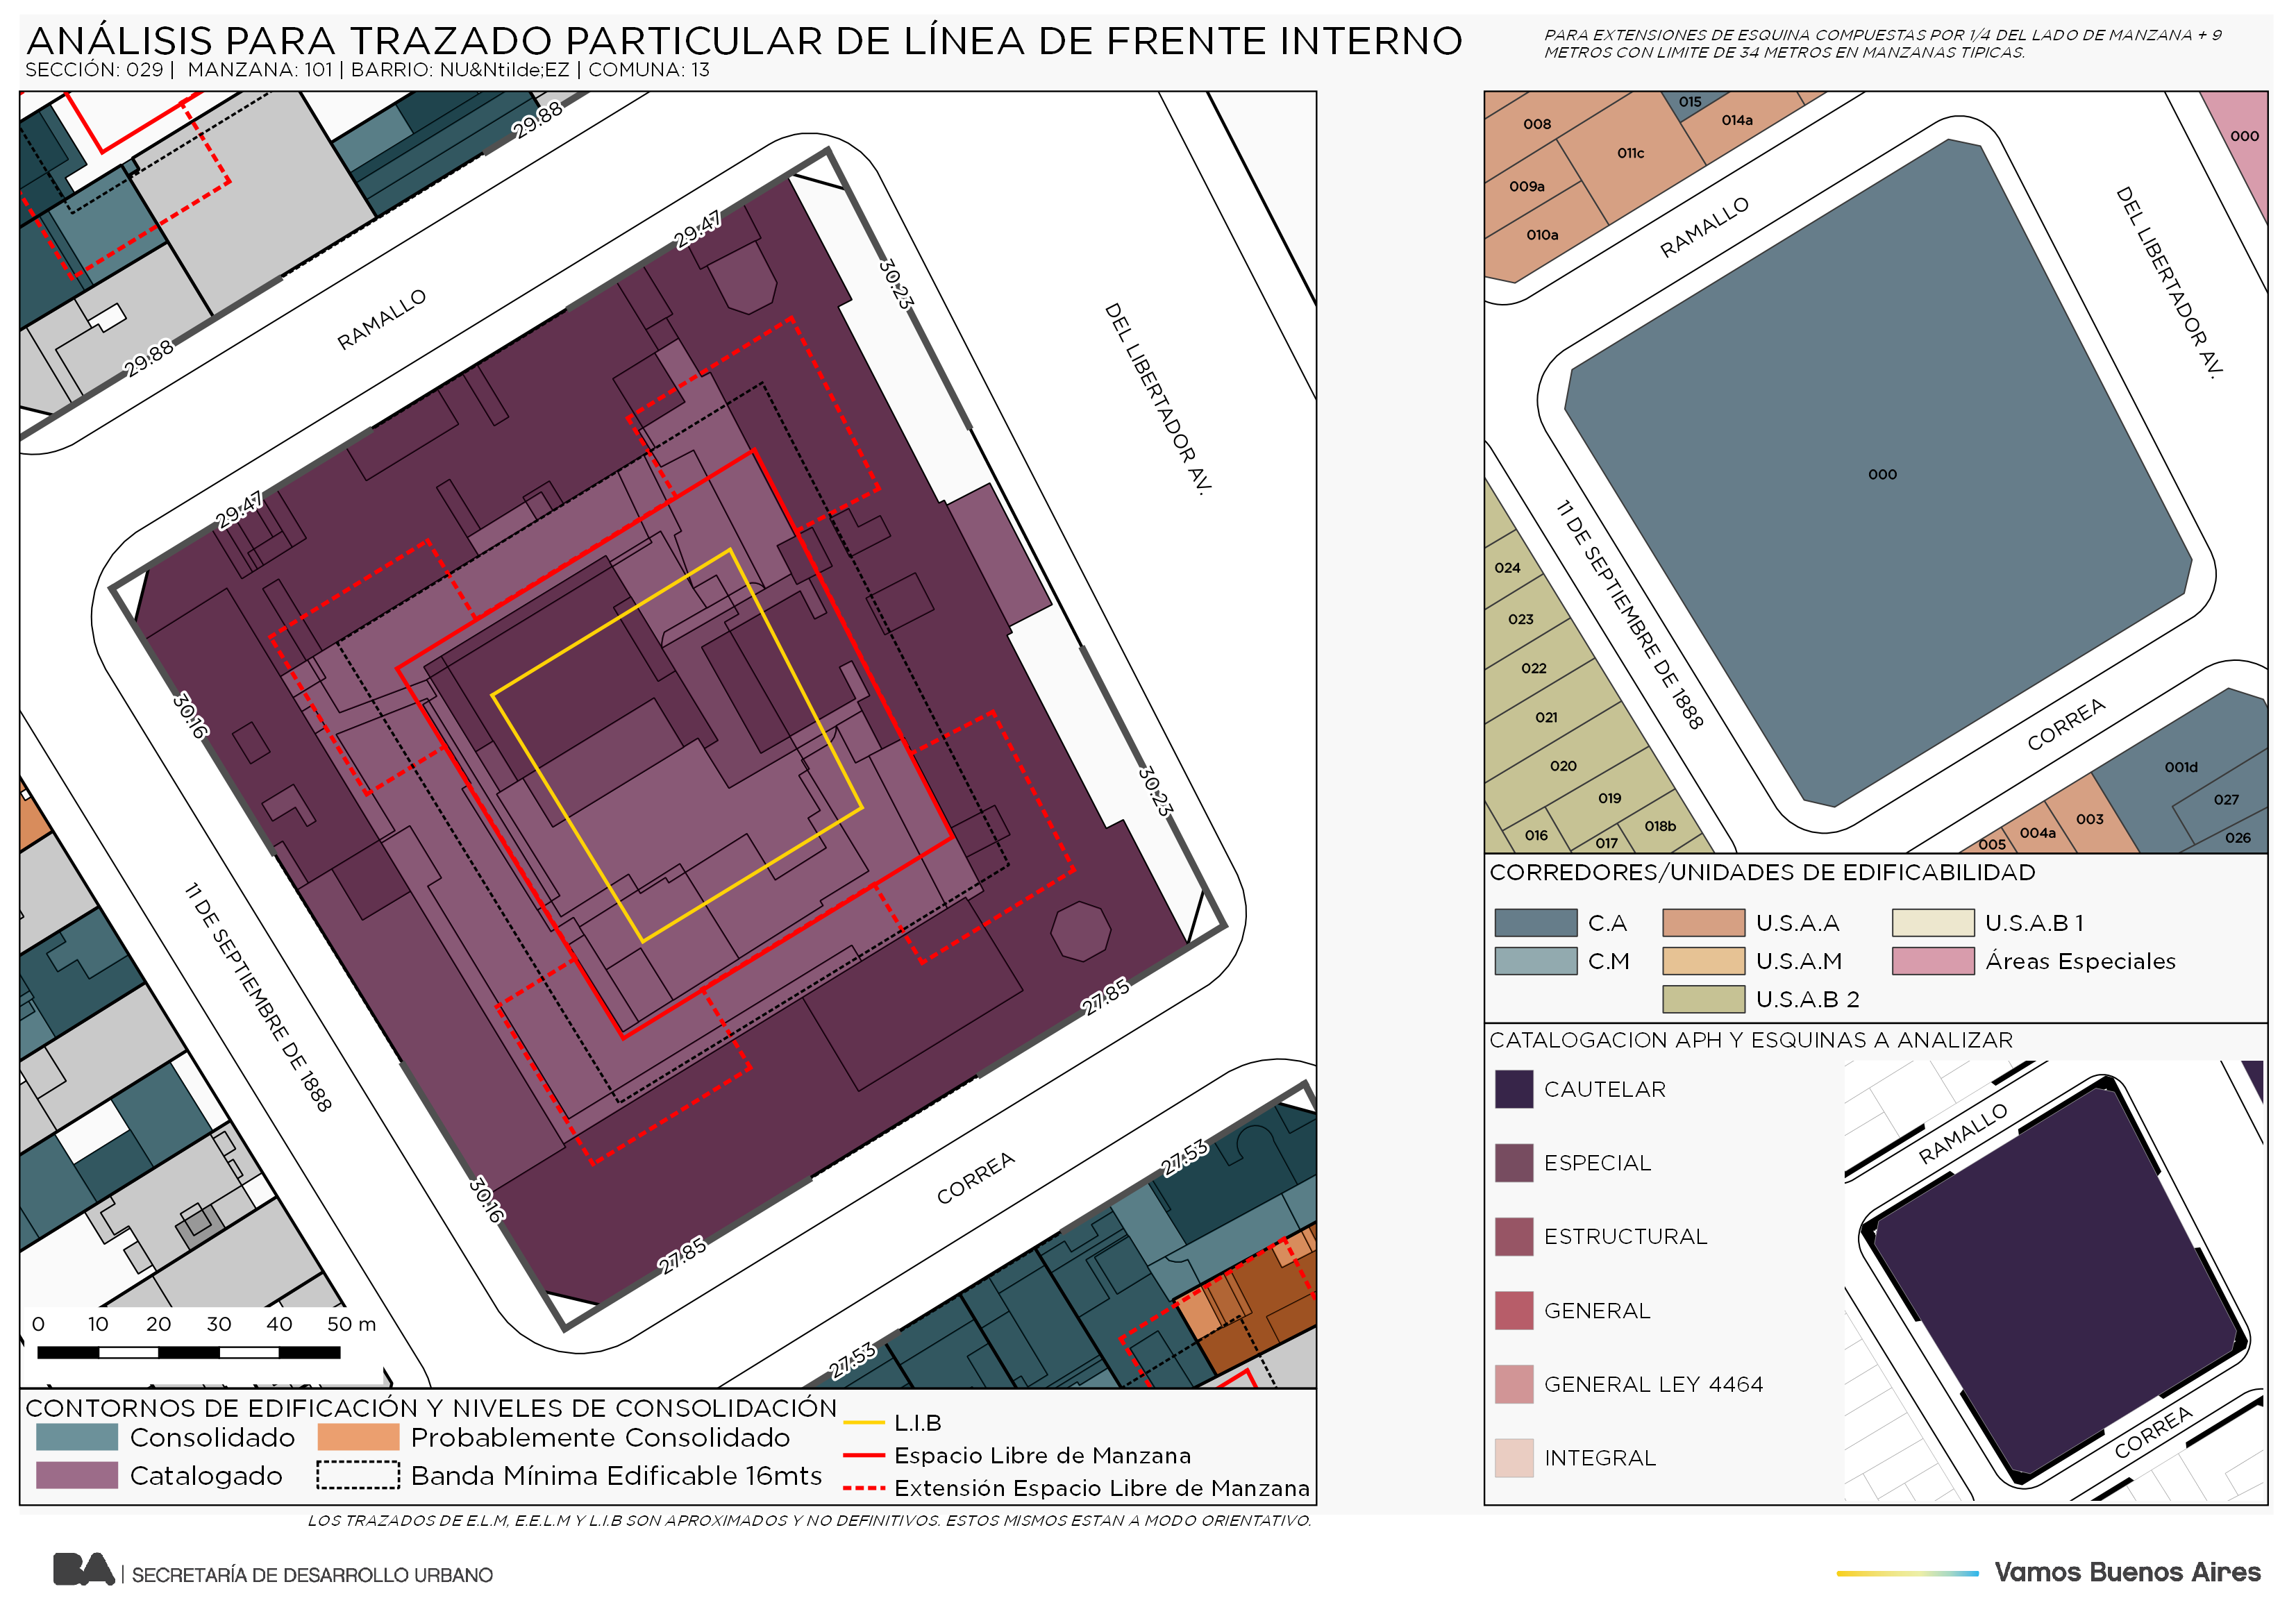 ANÁLISIS PARA TRAZADO PARTICULAR DE LÍNEA DE FRENTE INTERNO
SECCIÓN: 029 | MANZANA: 101 | BARRIO: NU&Ntilde;EZ | COMUNA: 13
PARA EXTENSIONES DE ESQUINA COMPUESTAS POR 1/4 DEL LADO DE MANZANA + 9
METROS CON LIMITE DE 34 METROS EN MANZANAS TIPICAS.
29.88
29.88
RAMALLO
29.47
29.47
30.23
DEL LIBERTADOR AV.
30.16
30.23
11 DE SEPTIEMBRE DE 1888
27.85
30.16
27.85
CORREA
27.53
27.53
0 10 20 30 40 50 m
CONTORNOS DE EDIFICACIÓN Y NIVELES DE CONSOLIDACIÓN
Consolidado
Probablemente Consolidado
Catalogado
Banda Mínima Edificable 16mts
L.I.B
Espacio Libre de Manzana
Extensión Espacio Libre de Manzana
LOS TRAZADOS DE E.L.M, E.E.L.M Y L.I.B SON APROXIMADOS Y NO DEFINITIVOS. ESTOS MISMOS ESTAN A MODO ORIENTATIVO.
008
015
014a
000
011c
009a
010a
RAMALLO
DEL LIBERTADOR AV.
000
024
023
022
021
020
019
018b
016
017
11 DE SEPTIEMBRE DE 1888
CORREA
001d
027
026
003
004a
005
CORREDORES/UNIDADES DE EDIFICABILIDAD
C.A
U.S.A.A
U.S.A.B 1
C.M
U.S.A.M
Áreas Especiales
U.S.A.B 2
CATALOGACION APH Y ESQUINAS A ANALIZAR
CAUTELAR
ESPECIAL
ESTRUCTURAL
GENERAL
GENERAL LEY 4464
INTEGRAL
RAMALLO
CORREA
BA | SECRETARÍA DE DESARROLLO URBANO
Vamos Buenos Aires